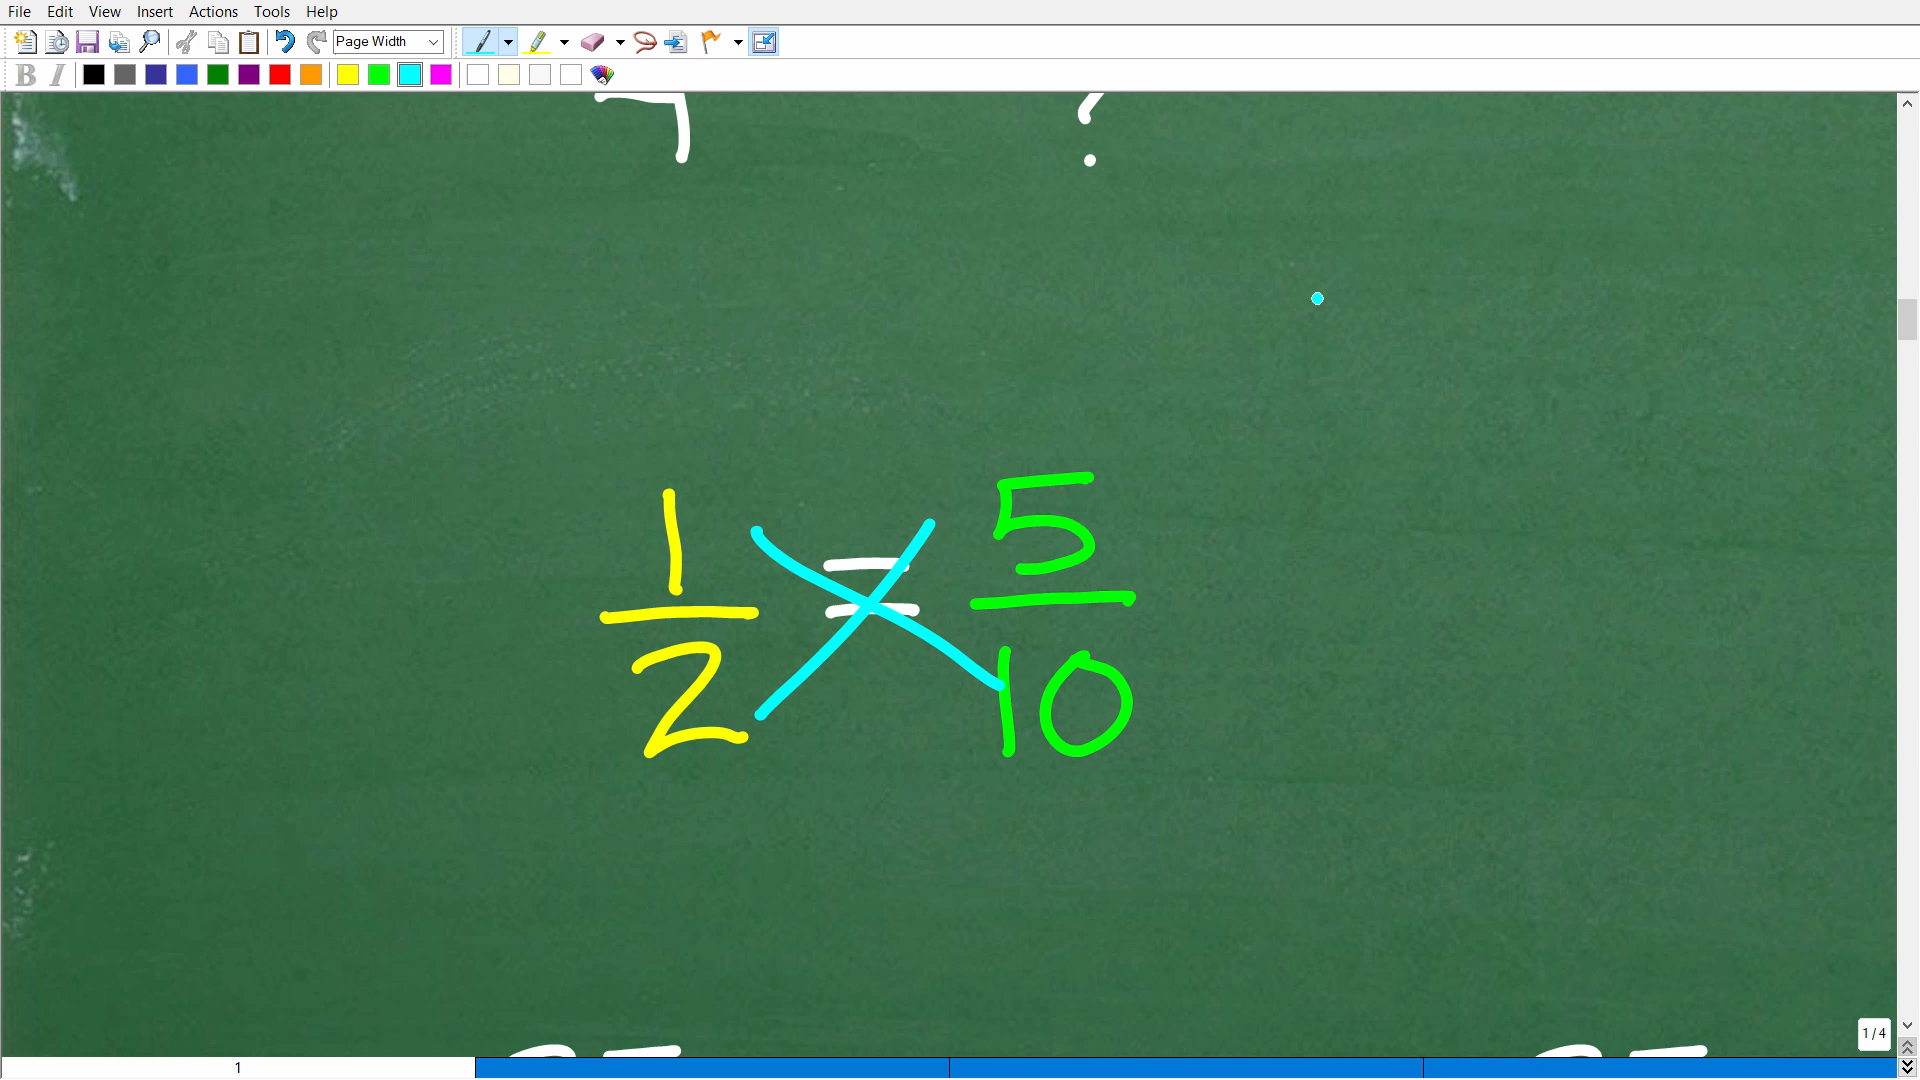 File Edit View Insert Actions Tools Help
Page Width
B I
?
1/2 = 5/10
1 / 4
1